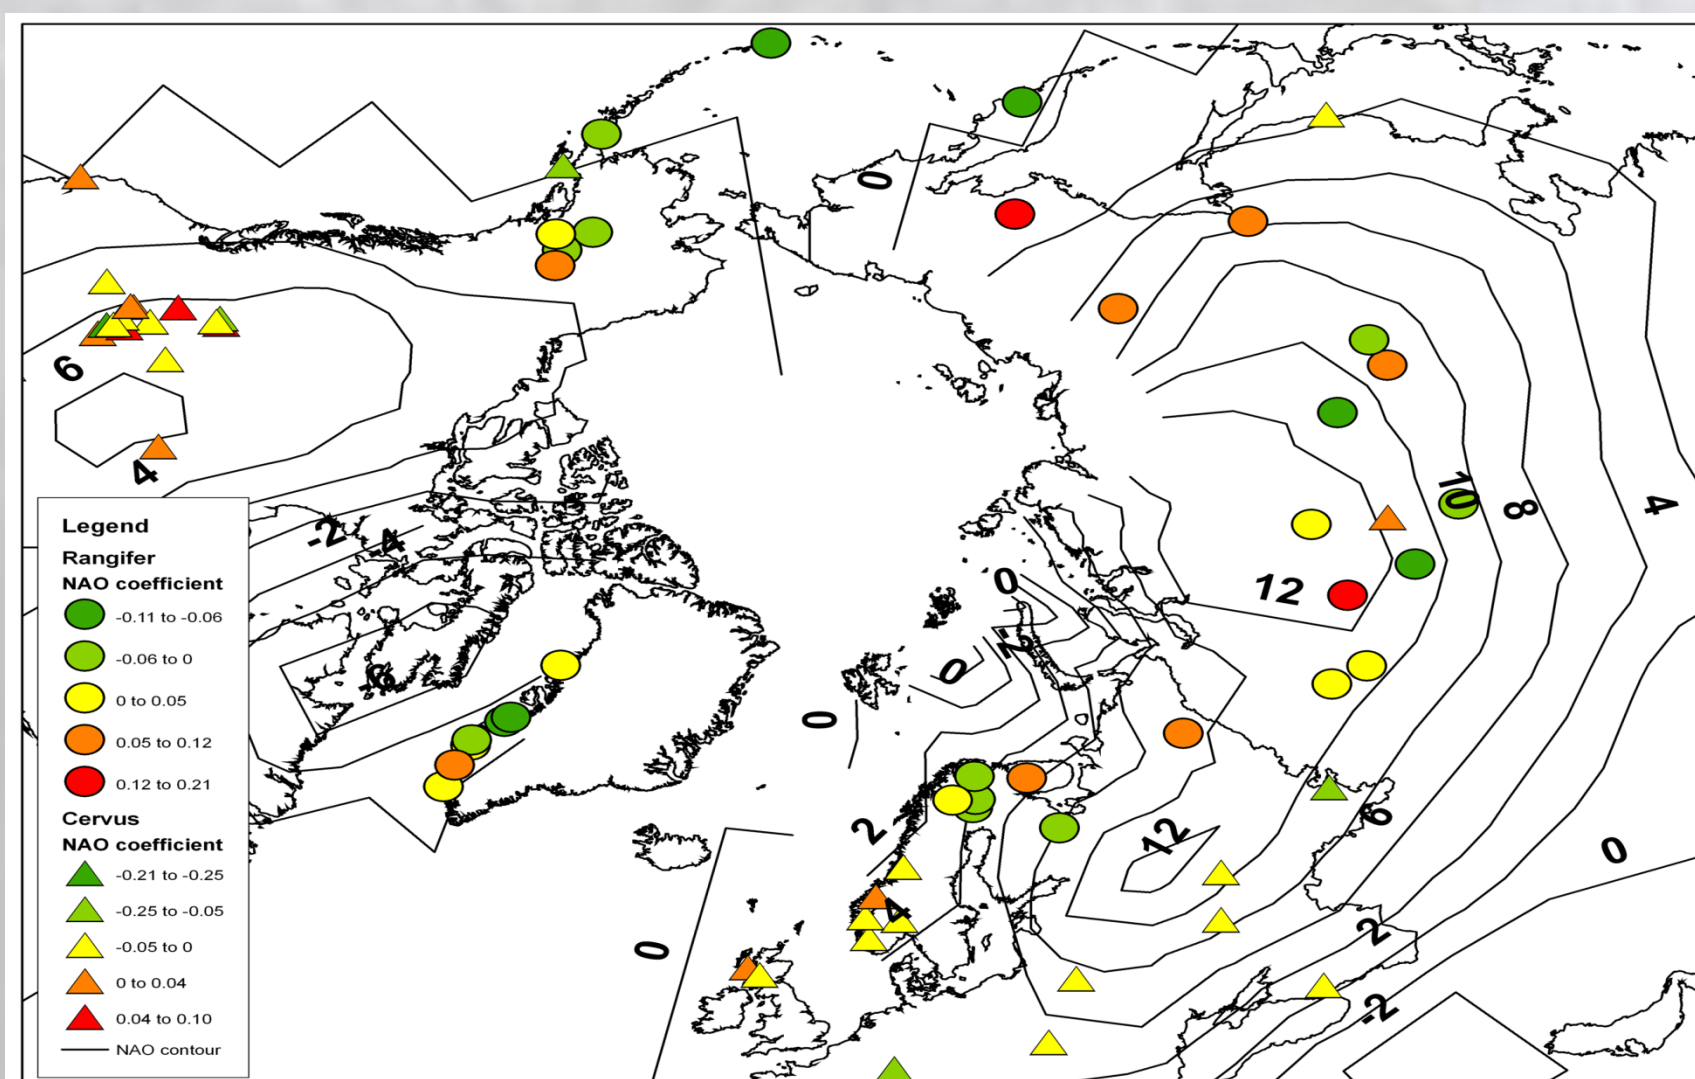 0
6
4
-2
-4
-6
0
0
-2
0
10
8
4
12
2
12
6
0
4
2
0
-2
Legend
Rangifer
NAO coefficient
-0.11 to -0.06
-0.06 to 0
0 to 0.05
0.05 to 0.12
0.12 to 0.21
Cervus
NAO coefficient
-0.21 to -0.25
-0.25 to -0.05
-0.05 to 0
0 to 0.04
0.04 to 0.10
NAO contour